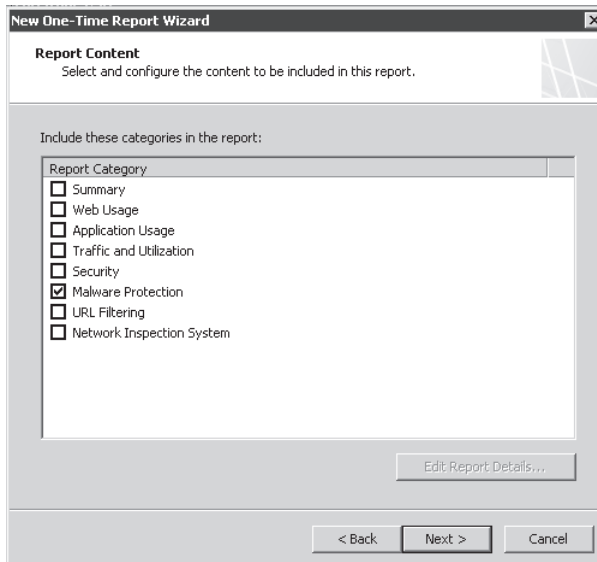 New One-Time Report Wizard
Report Content
Select and configure the content to be included in this report.
Include these categories in the report:
Report Category
Summary
Web Usage
Application Usage
Traffic and Utilization
Security
Malware Protection
URL Filtering
Network Inspection System
Edit Report Details...
< Back
Next >
Cancel